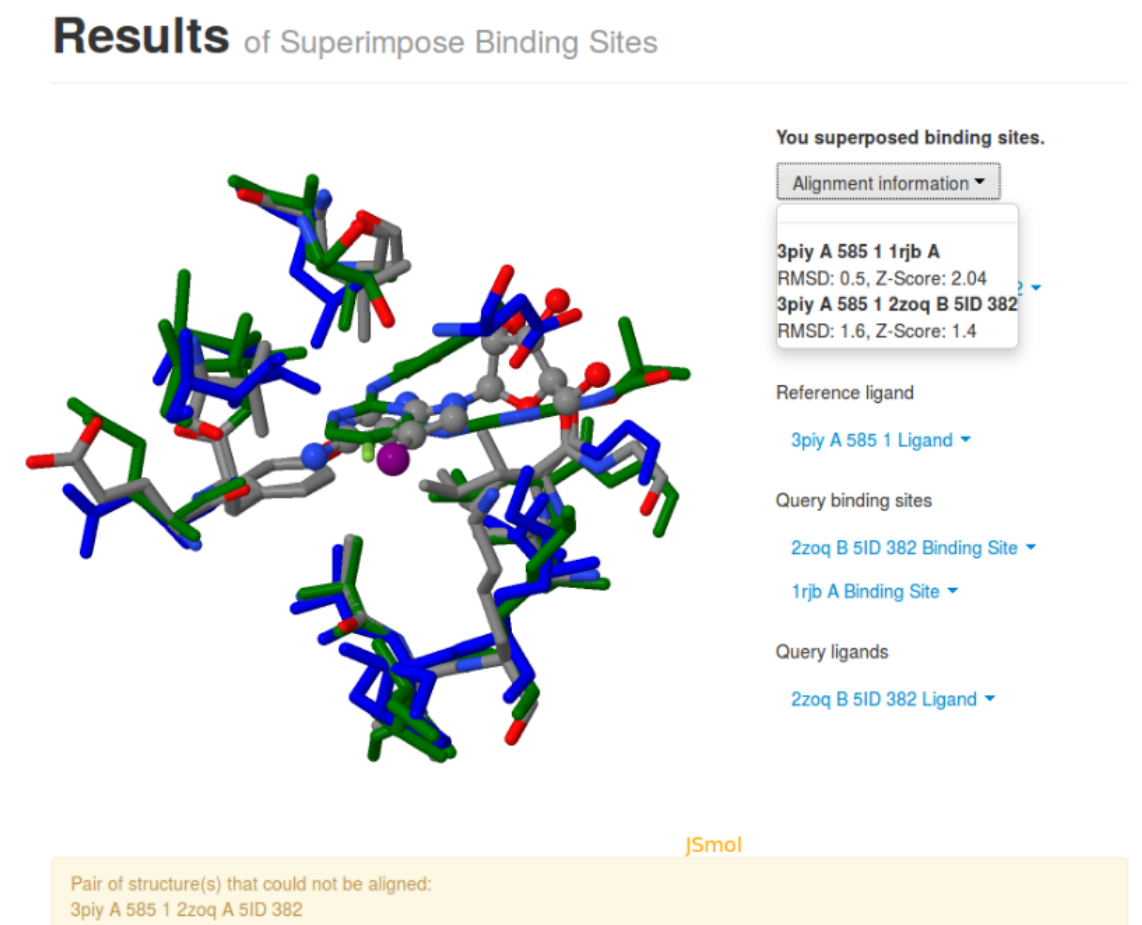 Results of Superimpose Binding Sites
You superposed binding sites.
Alignment information
3piy A 585 1 1rjb A
RMSD: 0.5, Z-Score: 2.04
3piy A 585 1 2zoq B 5ID 382
RMSD: 1.6, Z-Score: 1.4
Reference ligand
3piy A 585 1 Ligand
Query binding sites
2zoq B 5ID 382 Binding Site
1rjb A Binding Site
Query ligands
2zoq B 5ID 382 Ligand
JSmol
Pair of structure(s) that could not be aligned:
3piy A 585 1 2zoq A 5ID 382